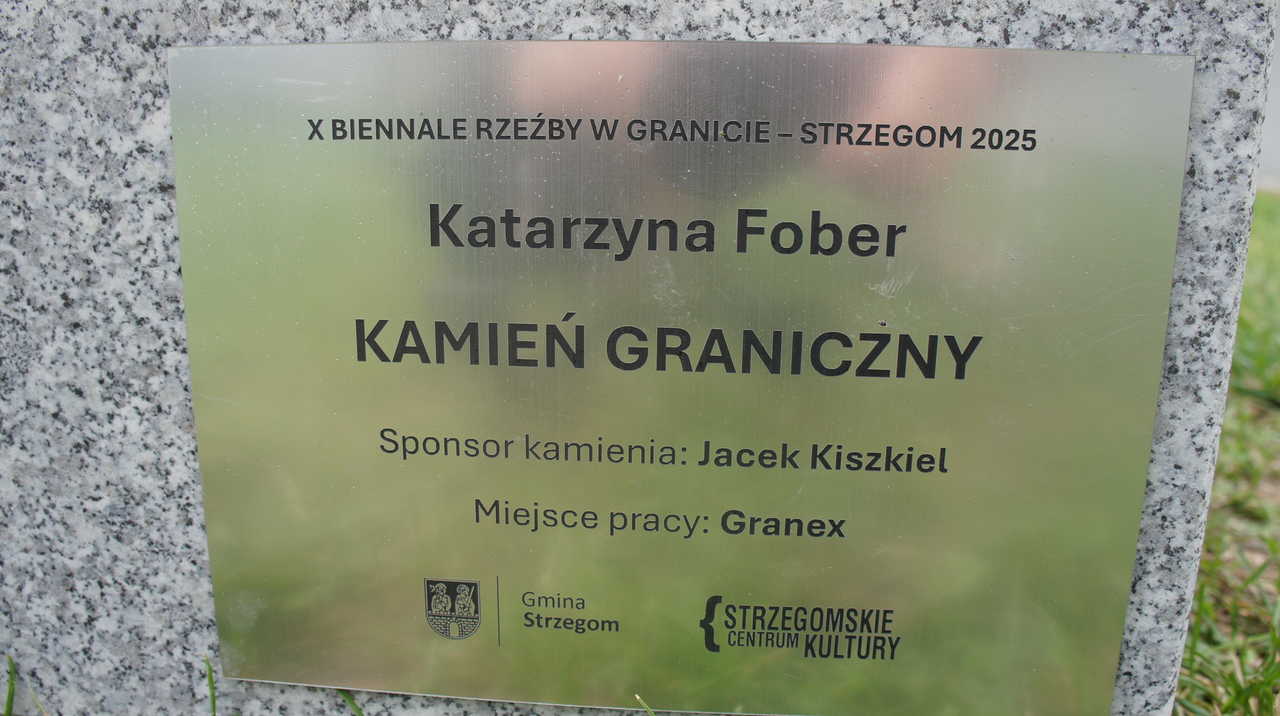 X BIENNALE RZEŹBY W GRANICIE – STRZEGOM 2025
Katarzyna Fober
KAMIEŃ GRANICZNY
Sponsor kamienia: Jacek Kiszkiel
Miejsce pracy: Granex
Gmina
Strzegom
STRZEGOMSKIE
CENTRUM KULTURY